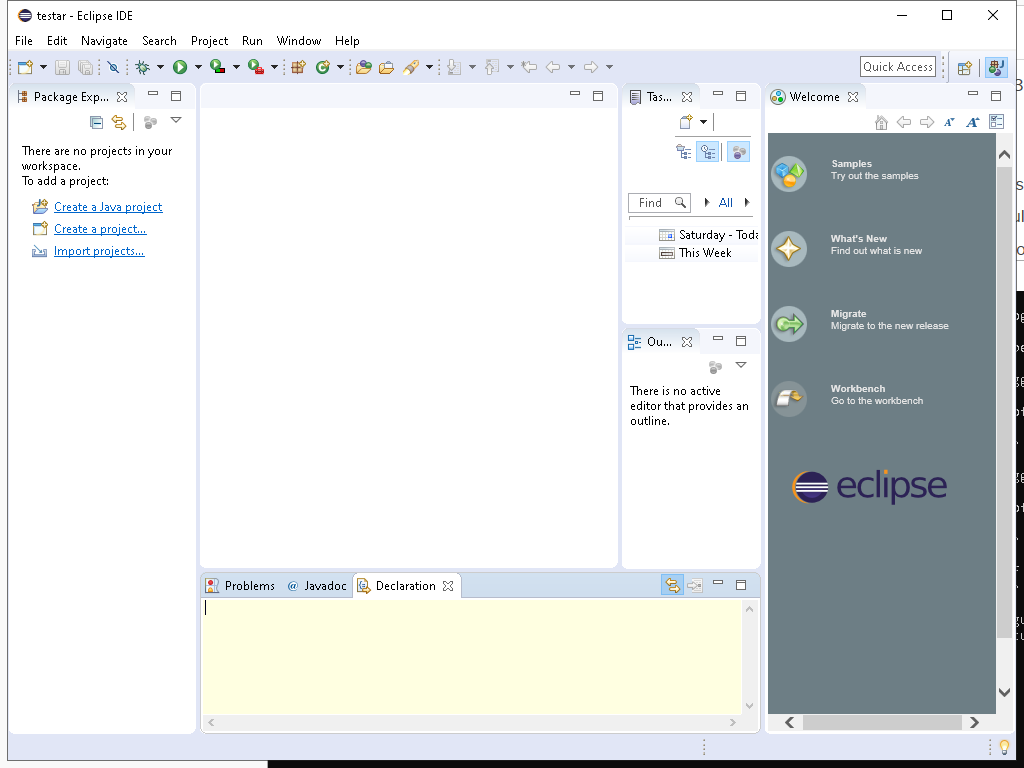 testar - Eclipse IDE
File Edit Navigate Search Project Run Window Help
Quick Access
Package Exp...
There are no projects in your
workspace.
To add a project:
Create a Java project
Create a project...
Import projects...
Tas...
Find
All
Saturday - Toda
This Week
Ou...
There is no active
editor that provides an
outline.
Problems @ Javadoc Declaration
Welcome
Samples
Try out the samples
What's New
Find out what is new
Migrate
Migrate to the new release
Workbench
Go to the workbench
eclipse